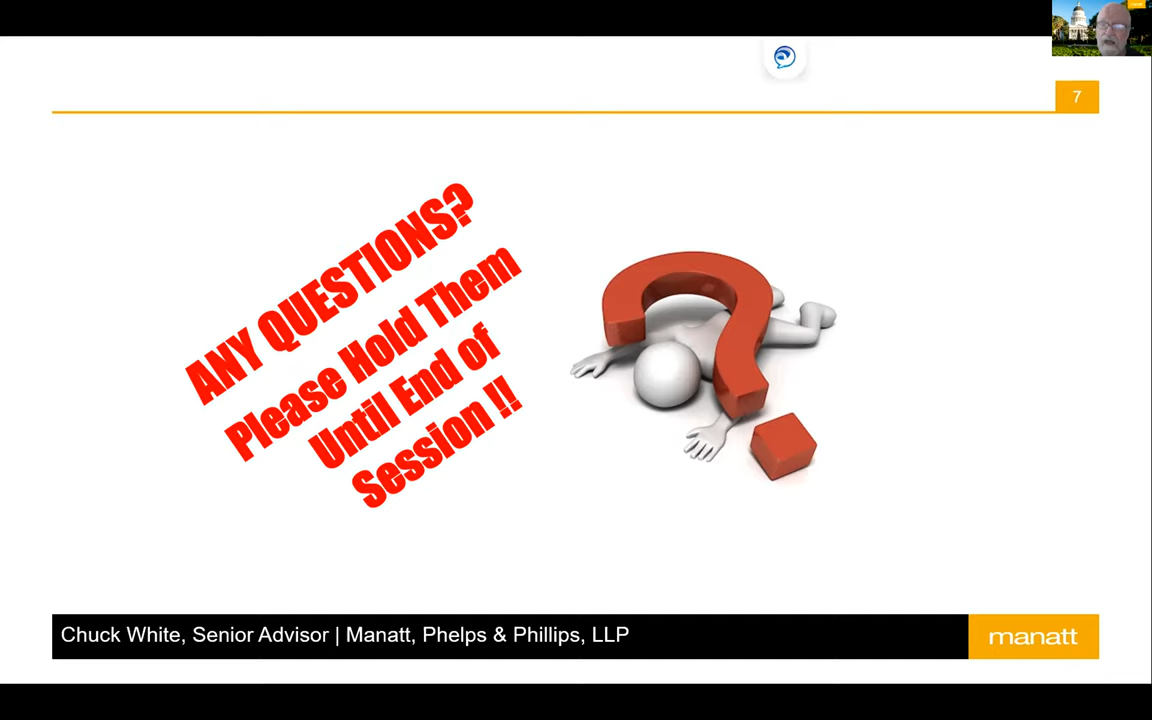 7
ANY QUESTIONS?
Please Hold Them
Until End of
Session !!
Chuck White, Senior Advisor | Manatt, Phelps & Phillips, LLP
manatt